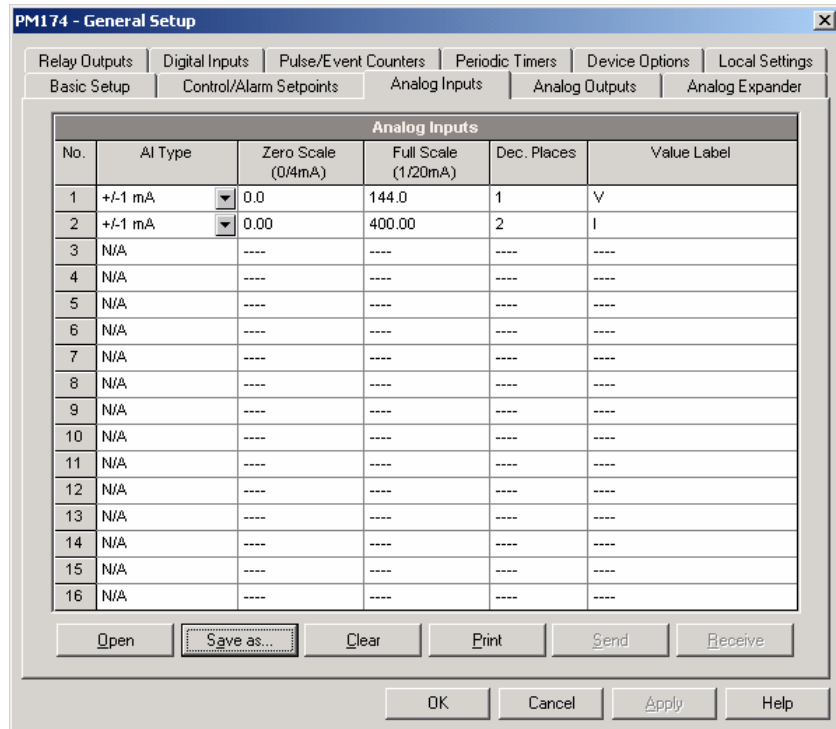 PM174 - General Setup
Relay Outputs Digital Inputs Pulse/Event Counters Periodic Timers Device Options Local Settings
Basic Setup Control/Alarm Setpoints Analog Inputs Analog Outputs Analog Expander
Analog Inputs
No. AI Type Zero Scale (0/4mA) Full Scale (1/20mA) Dec. Places Value Label
1 +/-1 mA 0.0 144.0 1 V
2 +/-1 mA 0.00 400.00 2 I
3 N/A ---- ---- ---- ----
4 N/A ---- ---- ---- ----
5 N/A ---- ---- ---- ----
6 N/A ---- ---- ---- ----
7 N/A ---- ---- ---- ----
8 N/A ---- ---- ---- ----
9 N/A ---- ---- ---- ----
10 N/A ---- ---- ---- ----
11 N/A ---- ---- ---- ----
12 N/A ---- ---- ---- ----
13 N/A ---- ---- ---- ----
14 N/A ---- ---- ---- ----
15 N/A ---- ---- ---- ----
16 N/A ---- ---- ---- ----
Open Save as... Clear Print Send Receive
OK Cancel Apply Help